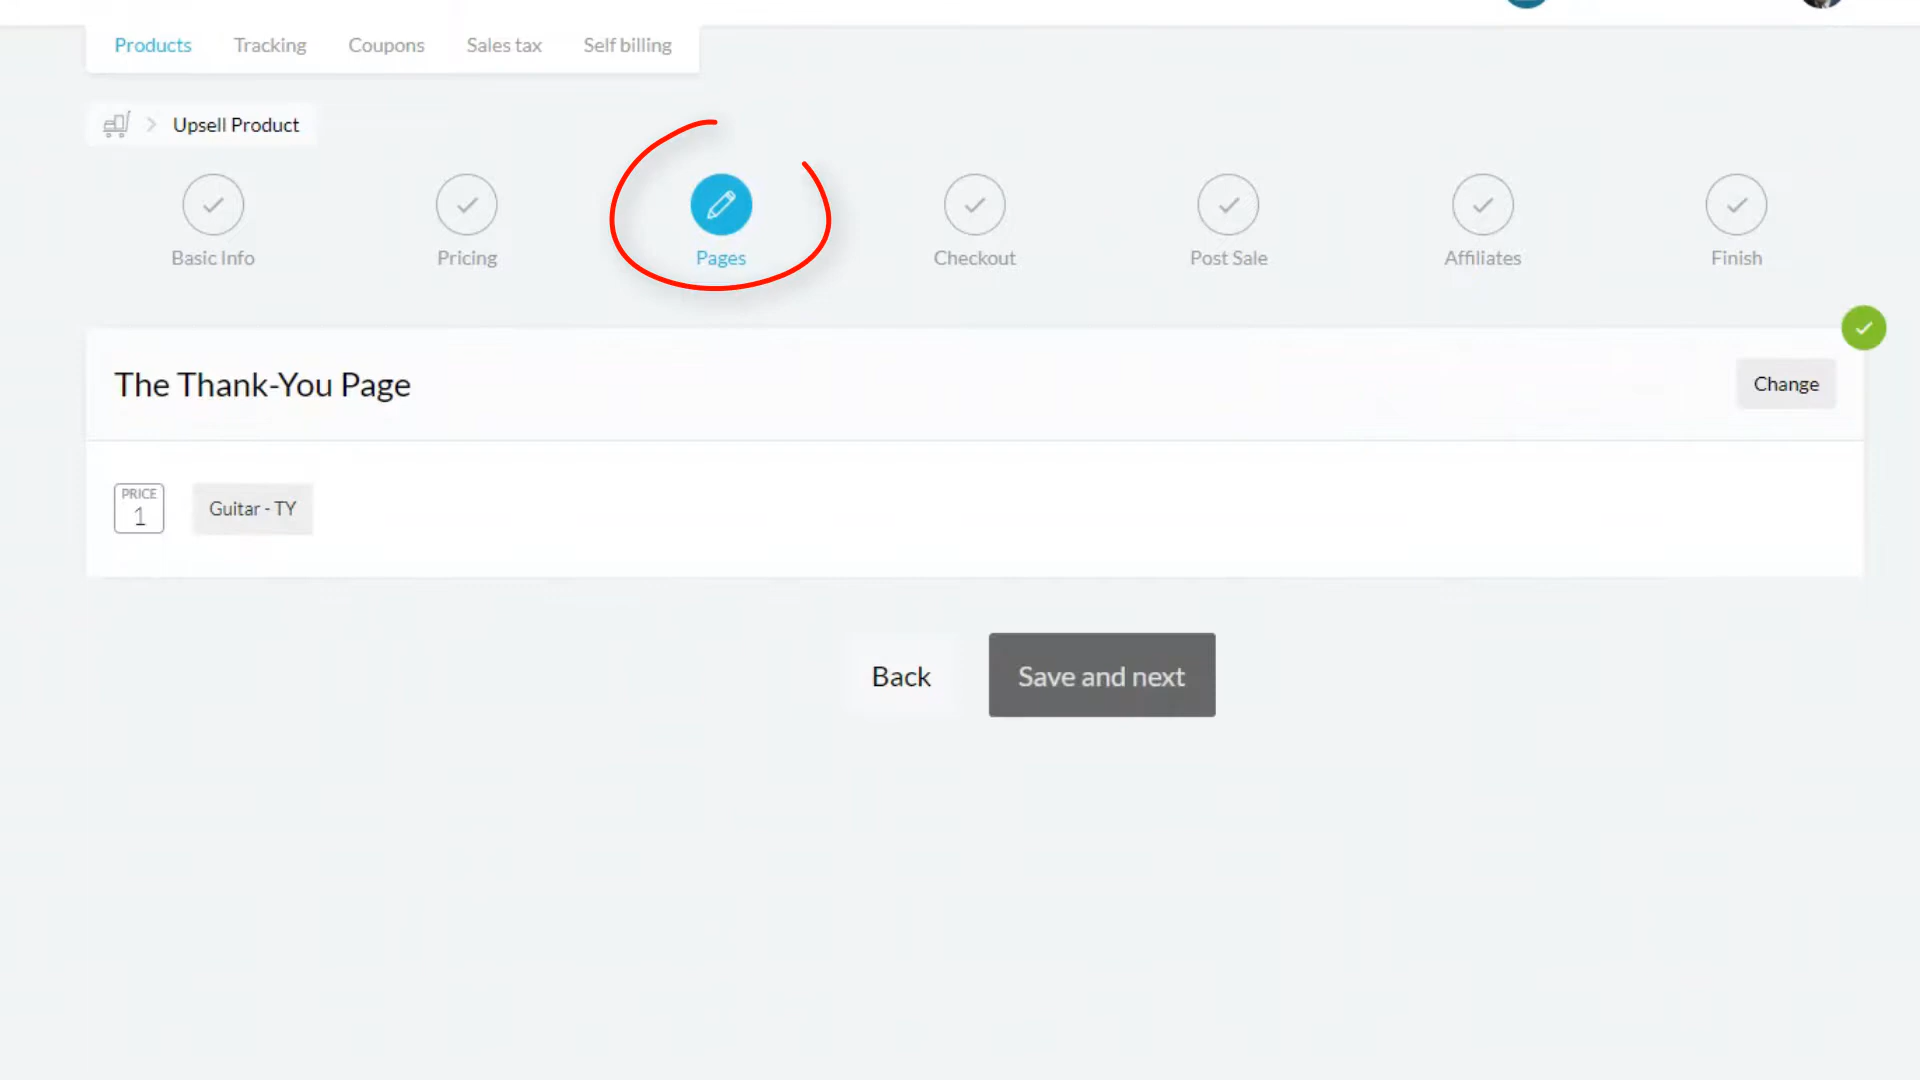 Products Tracking Coupons Sales tax Self billing
Upsell Product
Basic Info Pricing Pages Checkout Post Sale Affiliates Finish
The Thank-You Page Change
PRICE
1 Guitar - TY
Back Save and next